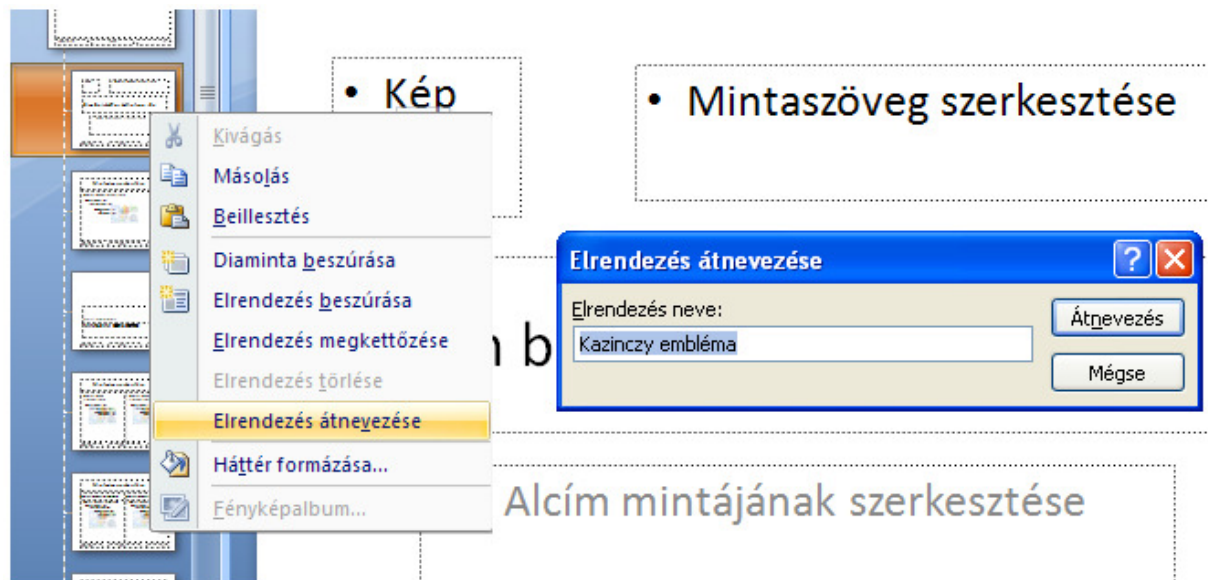 • Kép
• Mintaszöveg szerkesztése
Kivágás
Másolás
Beillesztés
Diaminta beszúrása
Elrendezés beszúrása
Elrendezés megkettőzése
Elrendezés törlése
Elrendezés átnevezése
Háttér formázása...
Fényképalbum...
Elrendezés átnevezése
Elrendezés neve:
Kazinczy embléma
Átnevezés
Mégse
b
Alcím mintájának szerkesztése